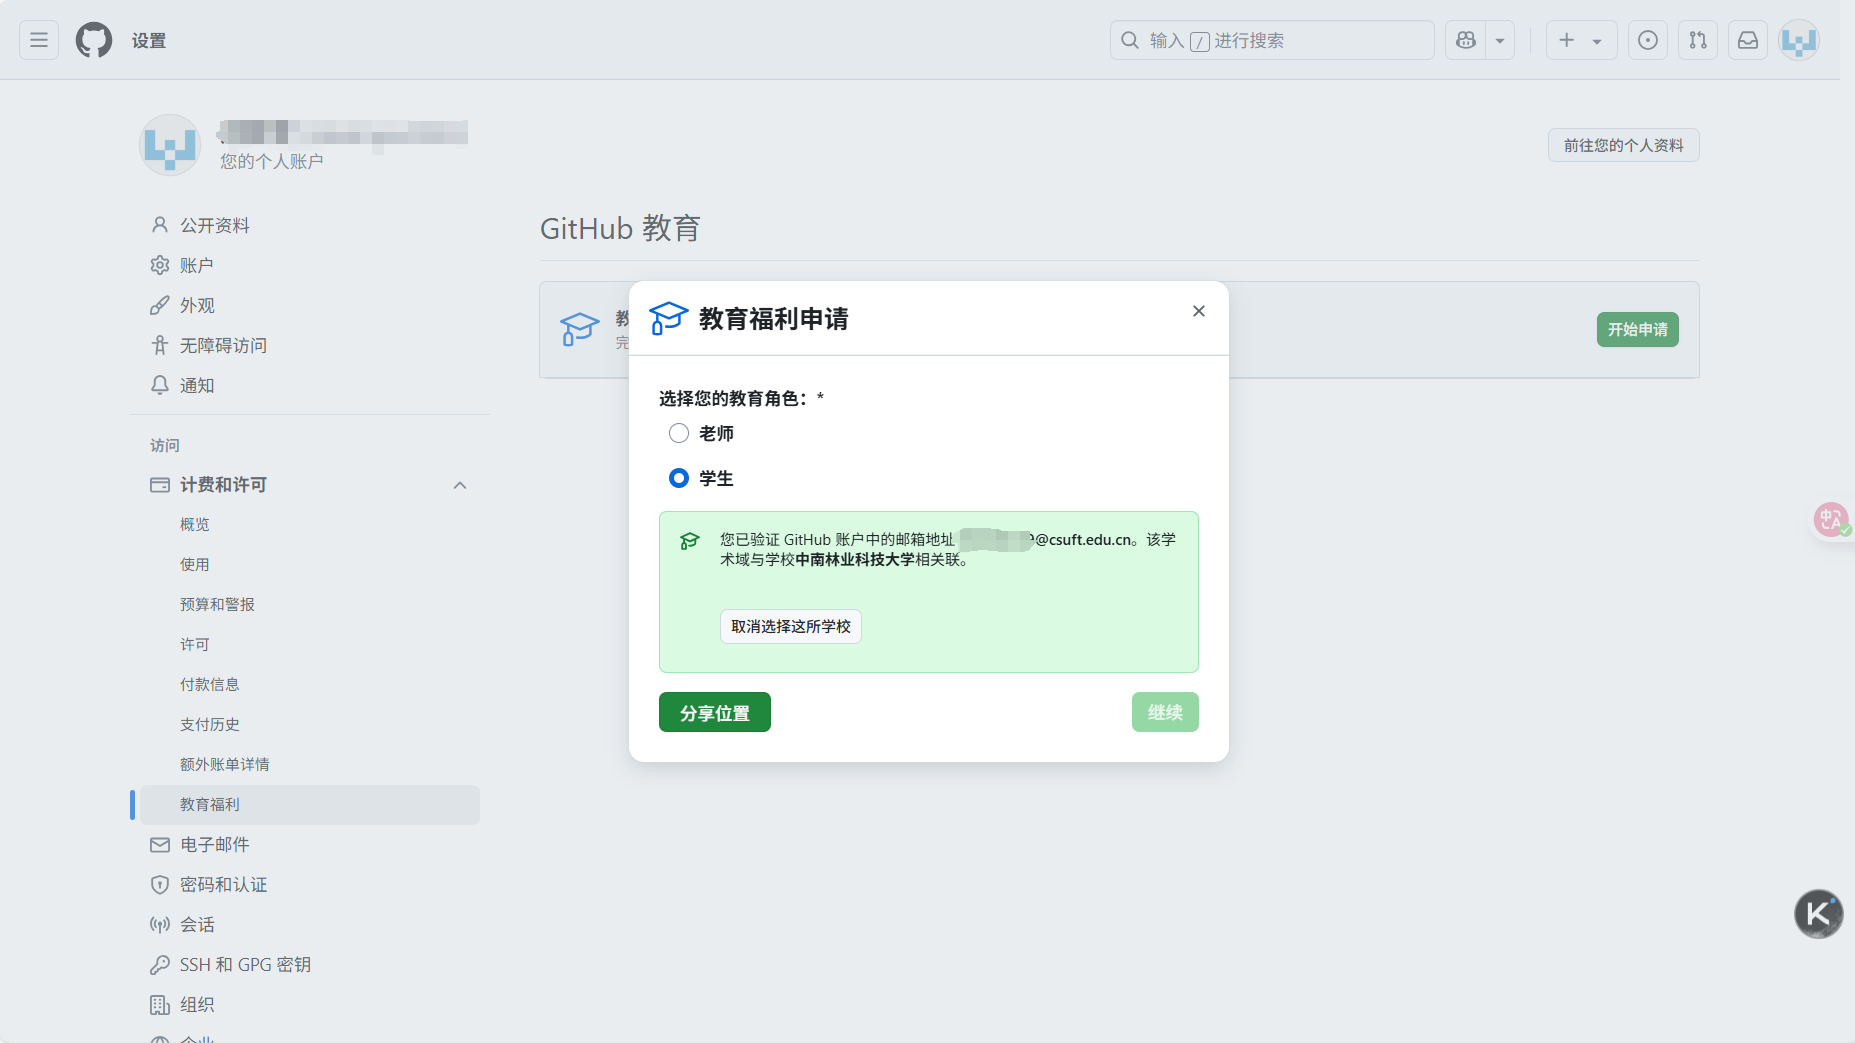 设置
输入 / 进行搜索
您的个人账户
前往您的个人资料
公开资料
账户
外观
无障碍访问
通知
访问
计费和许可
概览
使用
预算和警报
许可
付款信息
支付历史
额外账单详情
教育福利
电子邮件
密码和认证
会话
SSH 和 GPG 密钥
组织
企业
GitHub 教育
教
完
开始申请
教育福利申请
选择您的教育角色：*
老师
学生
您已验证 GitHub 账户中的邮箱地址 @csuft.edu.cn。该学
术域与学校中南林业科技大学相关联。
取消选择这所学校
分享位置
继续
中A
K